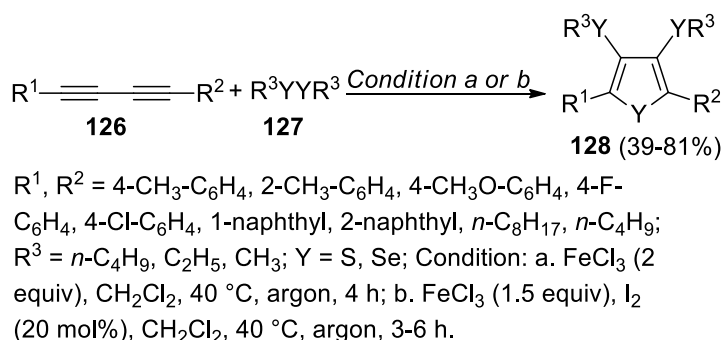 R³Y YR³
R¹ R² + R³YYR³ Condition a or b R¹ Y R²
126 127
128 (39-81%)
R¹, R² = 4-CH₃-C₆H₄, 2-CH₃-C₆H₄, 4-CH₃O-C₆H₄, 4-F-
C₆H₄, 4-Cl-C₆H₄, 1-naphthyl, 2-naphthyl, n-C₈H₁₇, n-C₄H₉;
R³ = n-C₄H₉, C₂H₅, CH₃; Y = S, Se; Condition: a. FeCl₃ (2
equiv), CH₂Cl₂, 40 °C, argon, 4 h; b. FeCl₃ (1.5 equiv), I₂
(20 mol%), CH₂Cl₂, 40 °C, argon, 3-6 h.